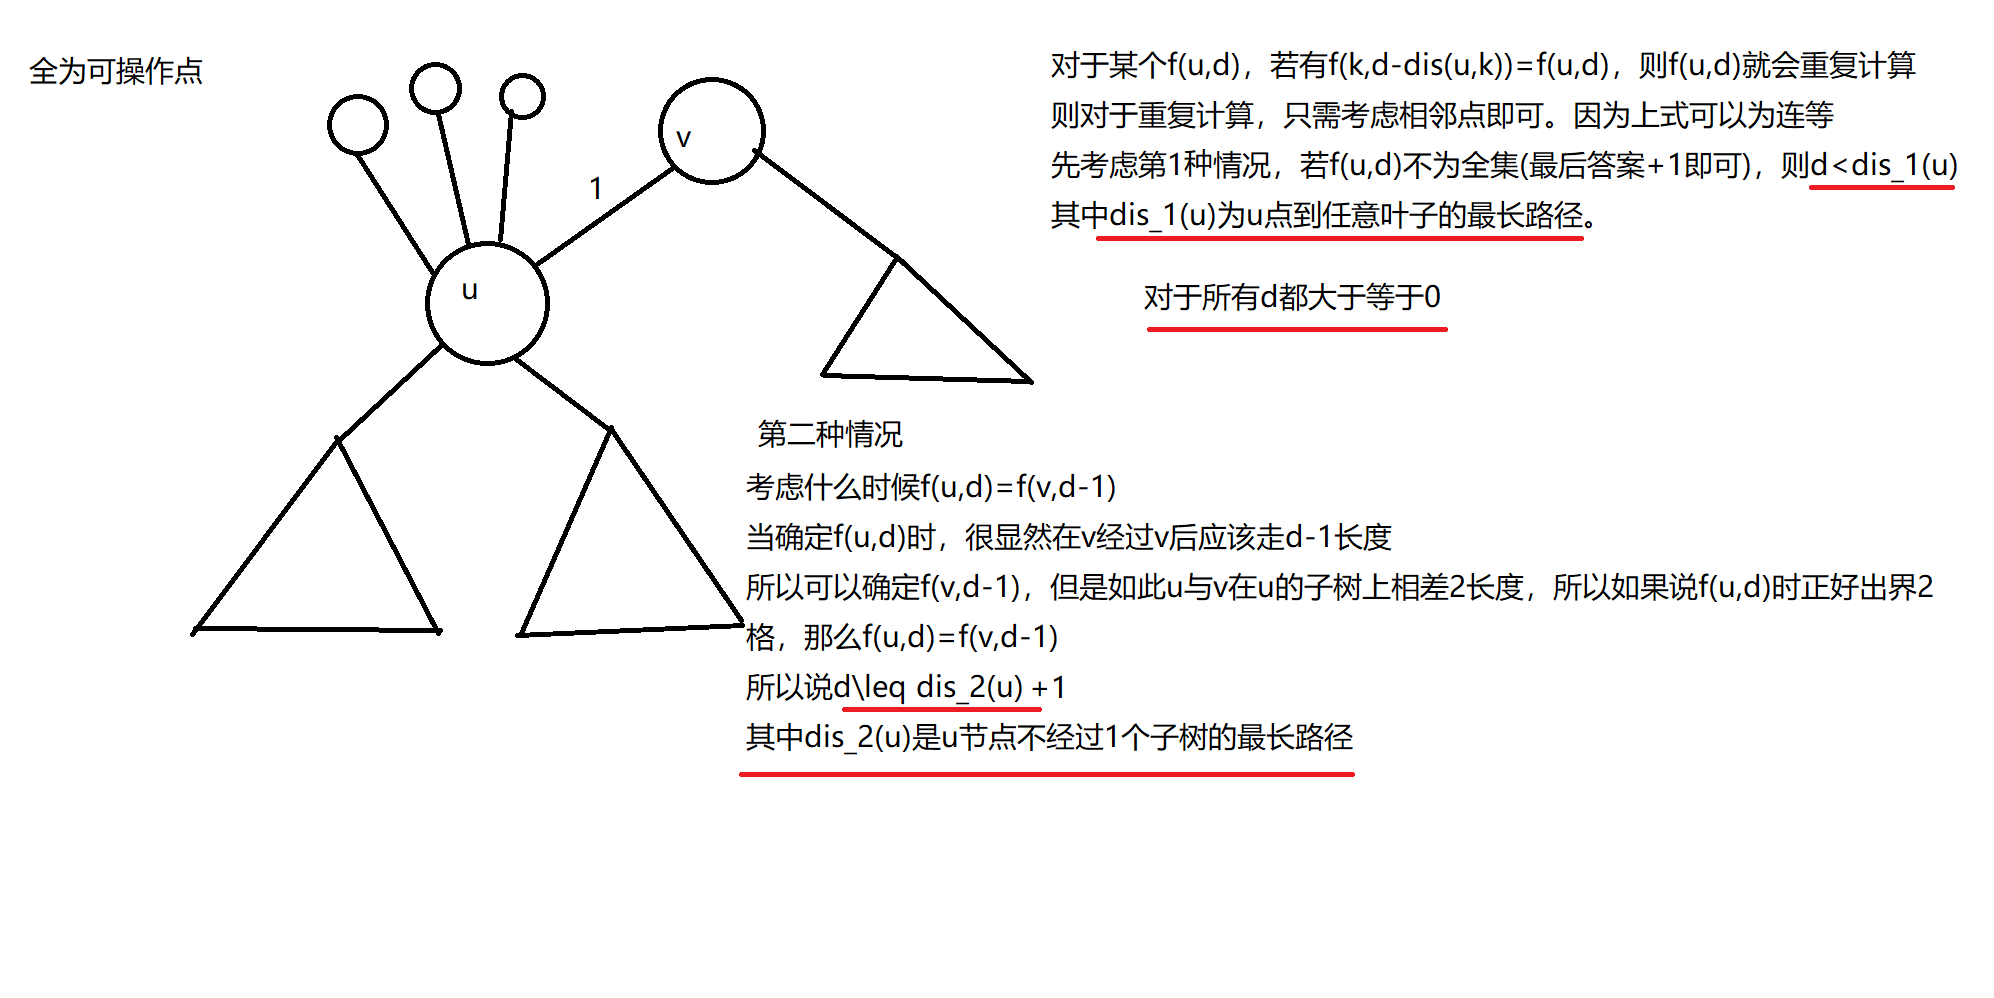 全为可操作点
v
1
u
对于某个f(u,d)，若有f(k,d-dis(u,k))=f(u,d)，则f(u,d)就会重复计算
则对于重复计算，只需考虑相邻点即可。因为上式可以为连等
先考虑第1种情况，若f(u,d)不为全集(最后答案+1即可)，则d<dis_1(u)
其中dis_1(u)为u点到任意叶子的最长路径。
对于所有d都大于等于0
第二种情况
考虑什么时候f(u,d)=f(v,d-1)
当确定f(u,d)时，很显然在v经过v后应该走d-1长度
所以可以确定f(v,d-1)，但是如此u与v在u的子树上相差2长度，所以如果说f(u,d)时正好出界2
格，那么f(u,d)=f(v,d-1)
所以说d\leq dis_2(u) +1
其中dis_2(u)是u节点不经过1个子树的最长路径